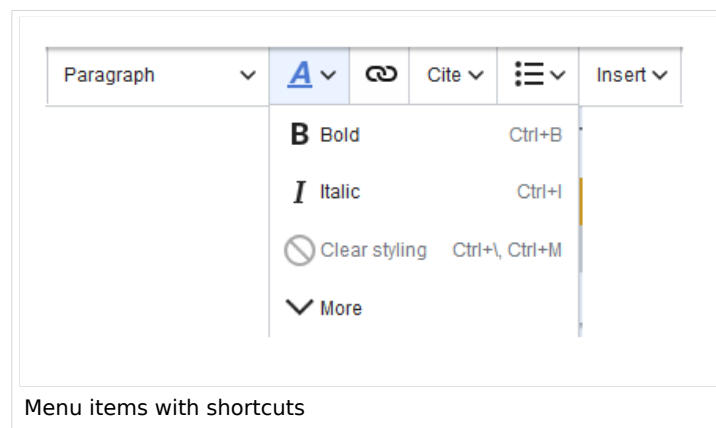 Paragraph A Cite Insert
B Bold Ctrl+B
I Italic Ctrl+I
Clear styling Ctrl+\, Ctrl+M
More
Menu items with shortcuts